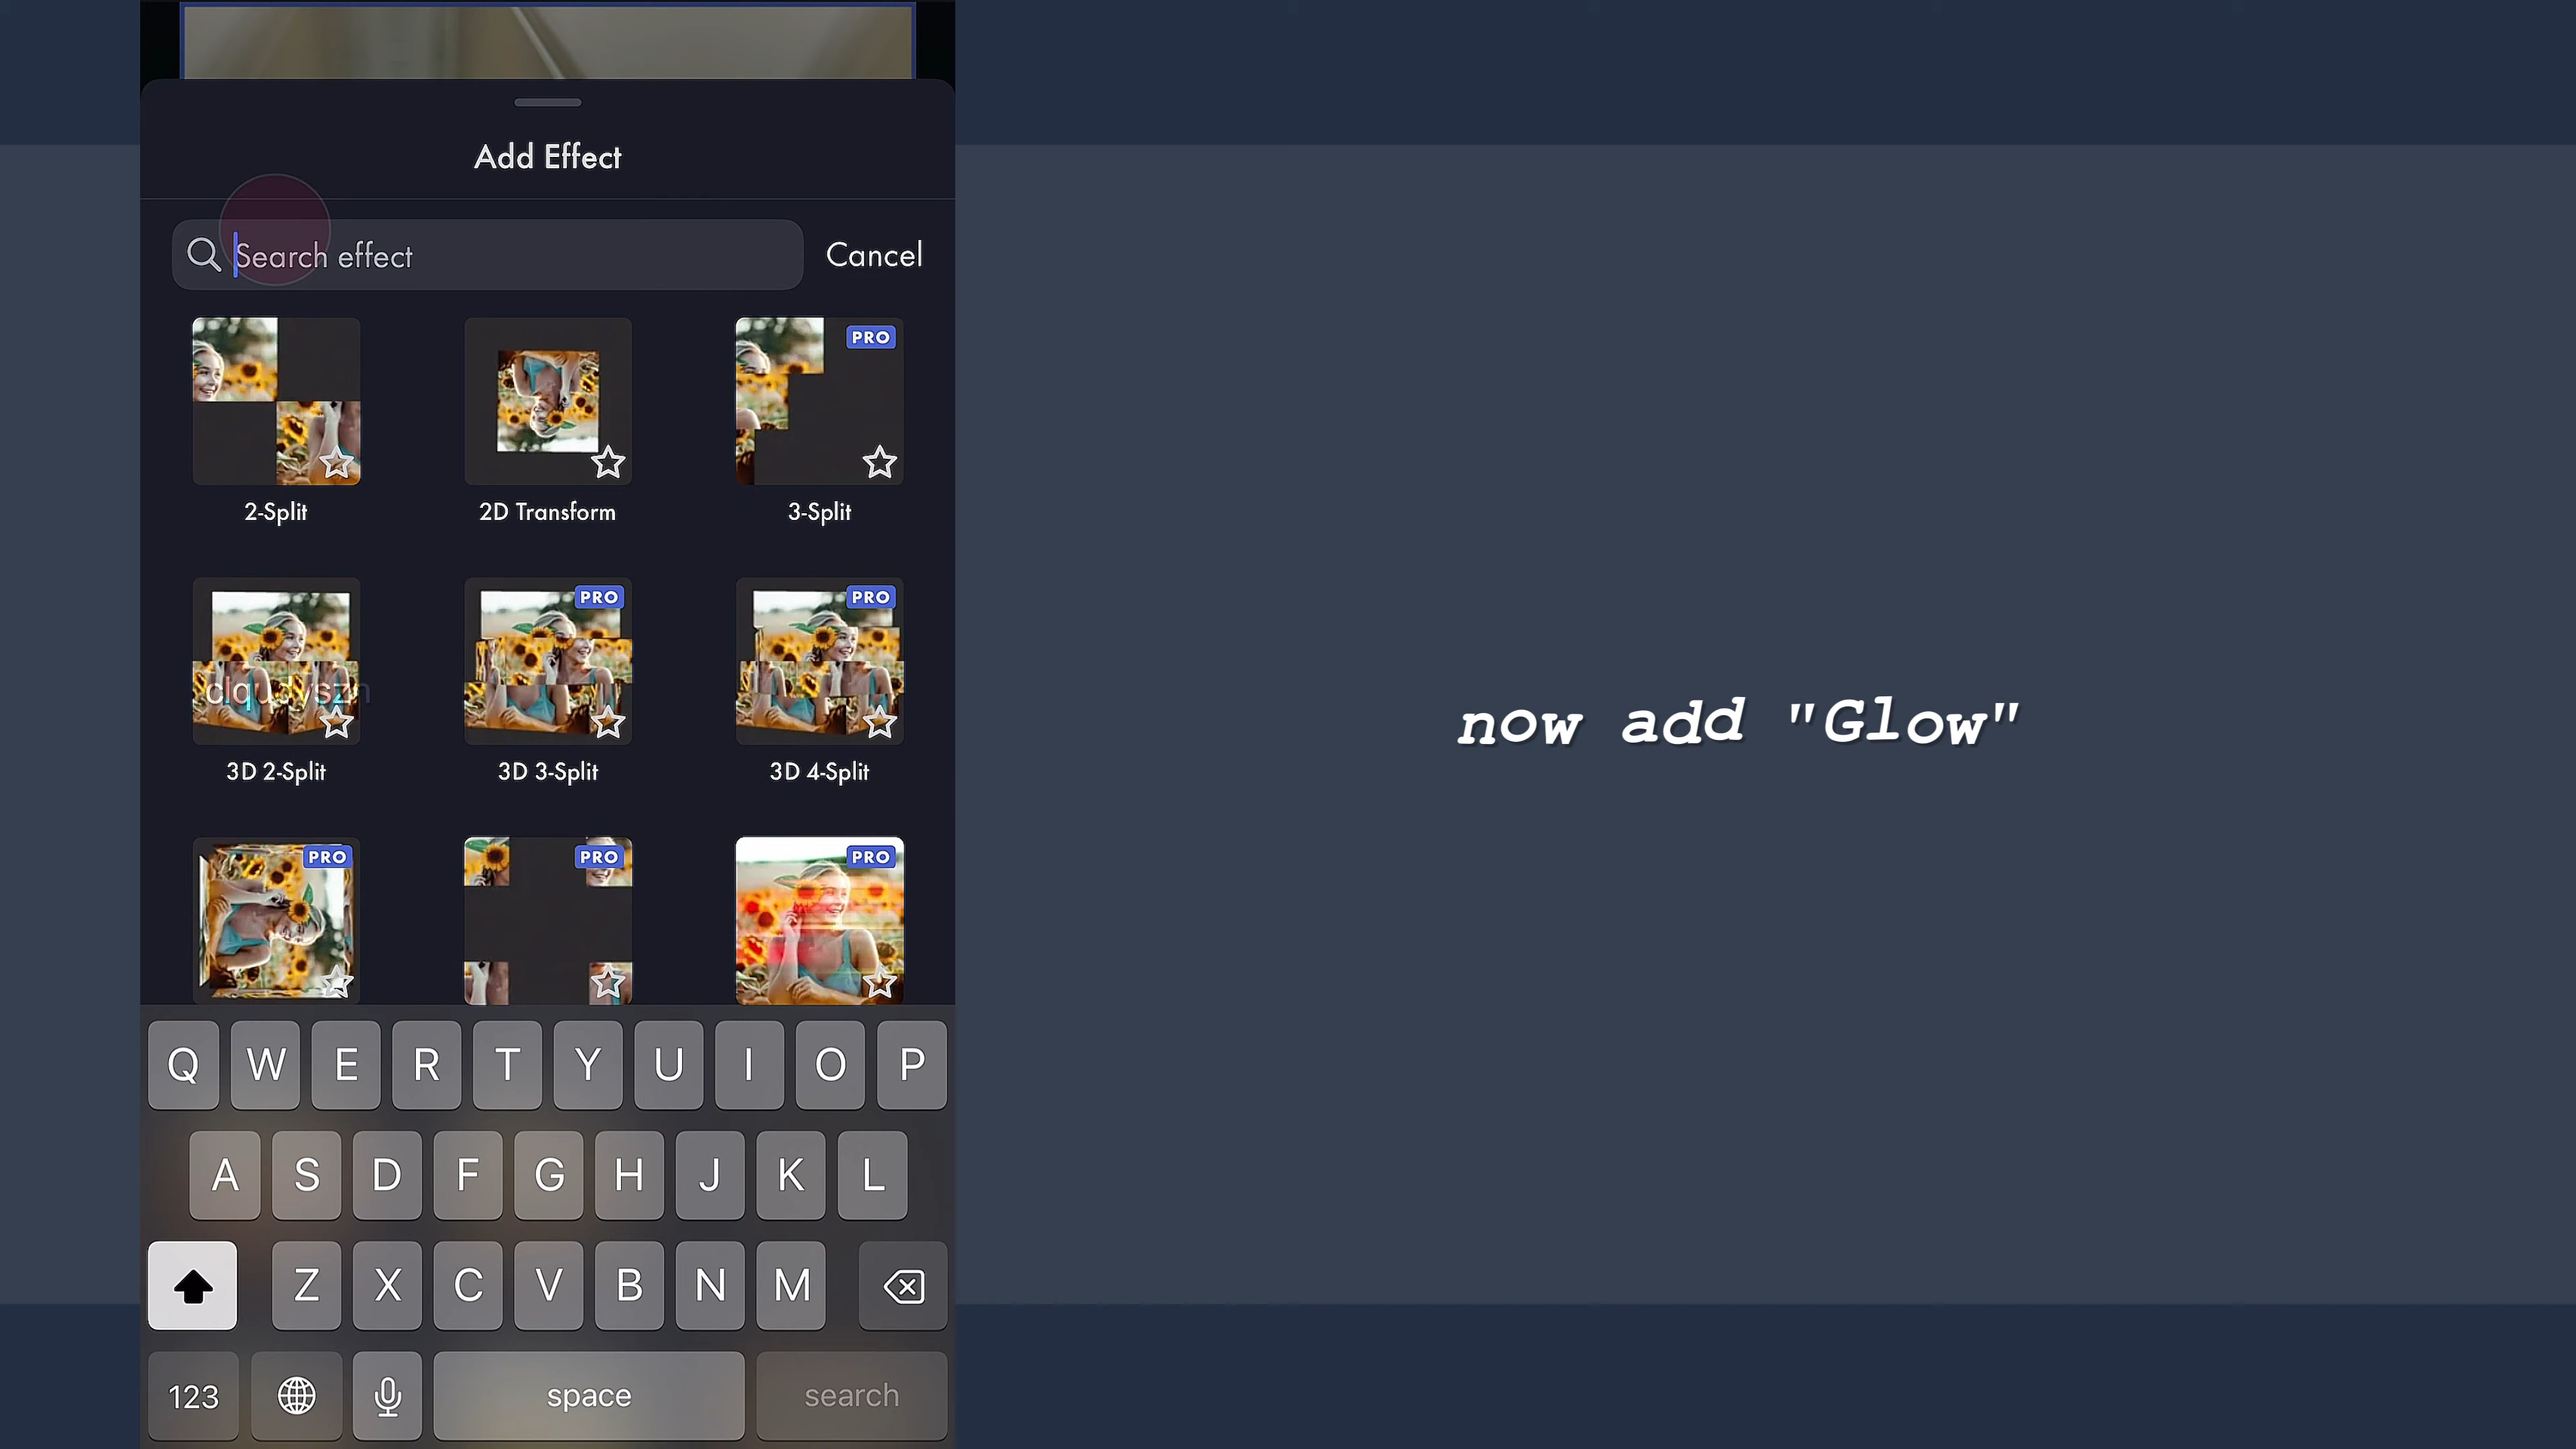 Add Effect
Search effect
Cancel
PRO
2-Split
2D Transform
3-Split
PRO
PRO
clqudyszn
3D 2-Split
3D 3-Split
3D 4-Split
PRO
PRO
PRO
now add "Glow"
Q W E R T Y U I O P
A S D F G H J K L
Z X C V B N M
123
space
search